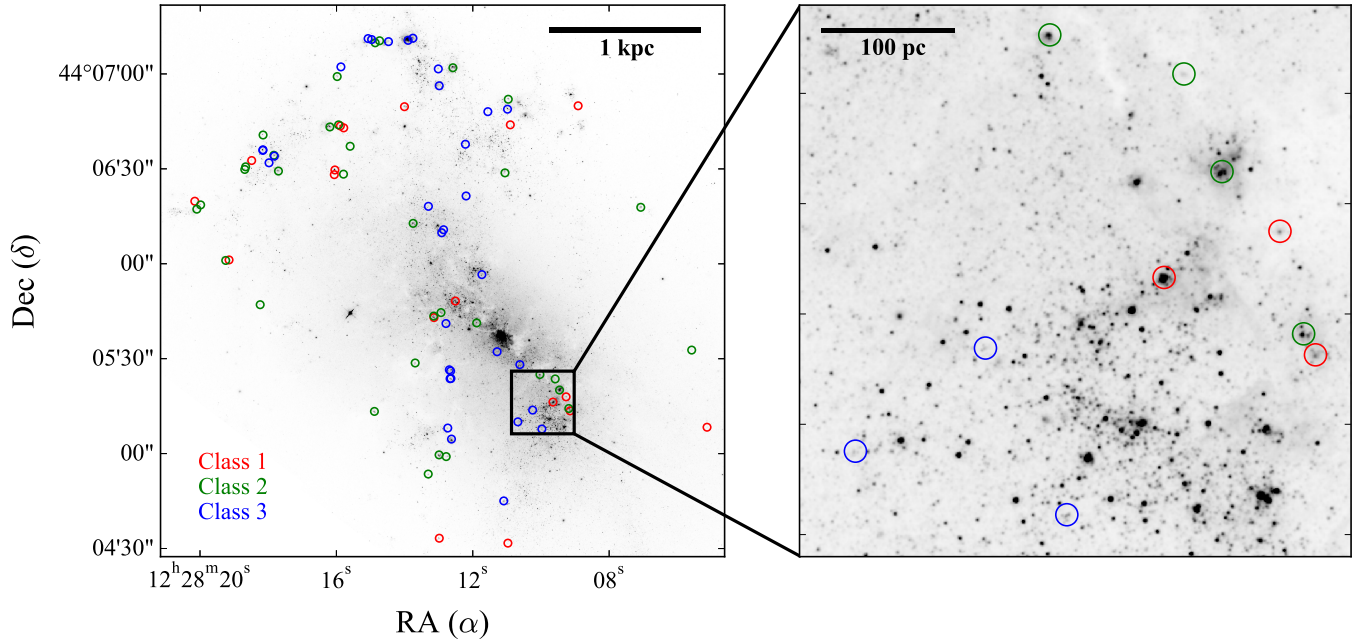 1 kpc
100 pc
44°07'00"
06'30"
00"
05'30"
00"
04'30"
Dec (δ)
Class 1
Class 2
Class 3
12ʰ28ᵐ20ˢ
16ˢ
12ˢ
08ˢ
RA (α)